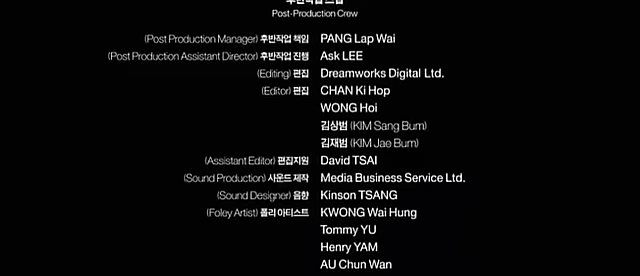 Post-Production Crew
(Post Production Manager) 후반작업 책임 PANG Lap Wai
(Post Production Assistant Director) 후반작업 진행 Ask LEE
(Editing) 편집 Dreamworks Digital Ltd.
(Editor) 편집 CHAN Ki Hop
WONG Hoi
김상범 (KIM Sang Bum)
김재범 (KIM Jae Bum)
(Assistant Editor) 편집지원 David TSAI
(Sound Production) 사운드 제작 Media Business Service Ltd.
(Sound Designer) 음향 Kinson TSANG
(Foley Artist) 폴리 아티스트 KWONG Wai Hung
Tommy YU
Henry YAM
AU Chun Wan